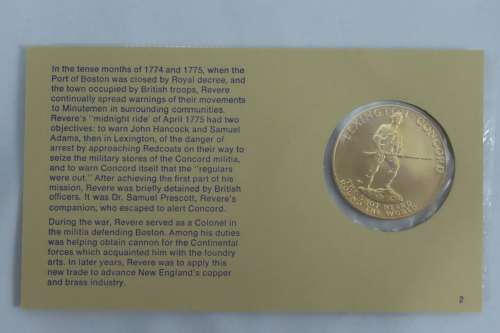 In the tense months of 1774 and 1775, when the
Port of Boston was closed by Royal decree, and
the town occupied by British troops, Revere
continually spread warnings of their movements
to Minutemen in surrounding communities.
Revere's "midnight ride" of April 1775 had two
objectives: to warn John Hancock and Samuel
Adams, then in Lexington, of the danger of
arrest by approaching Redcoats on their way to
seize the military stores of the Concord militia,
and to warn Concord itself that the "regulars
were out." After achieving the first part of his
mission, Revere was briefly detained by British
officers. It was Dr. Samuel Prescott, Revere's
companion, who escaped to alert Concord.
During the war, Revere served as a Colonel in
the militia defending Boston. Among his duties
was helping obtain cannon for the Continental
forces which acquainted him with the foundry
arts. In later years, Revere was to apply this
new trade to advance New England's copper
and brass industry.
LEXINGTON CONCORD
THE SHOT HEARD
ROUND THE WORLD
2